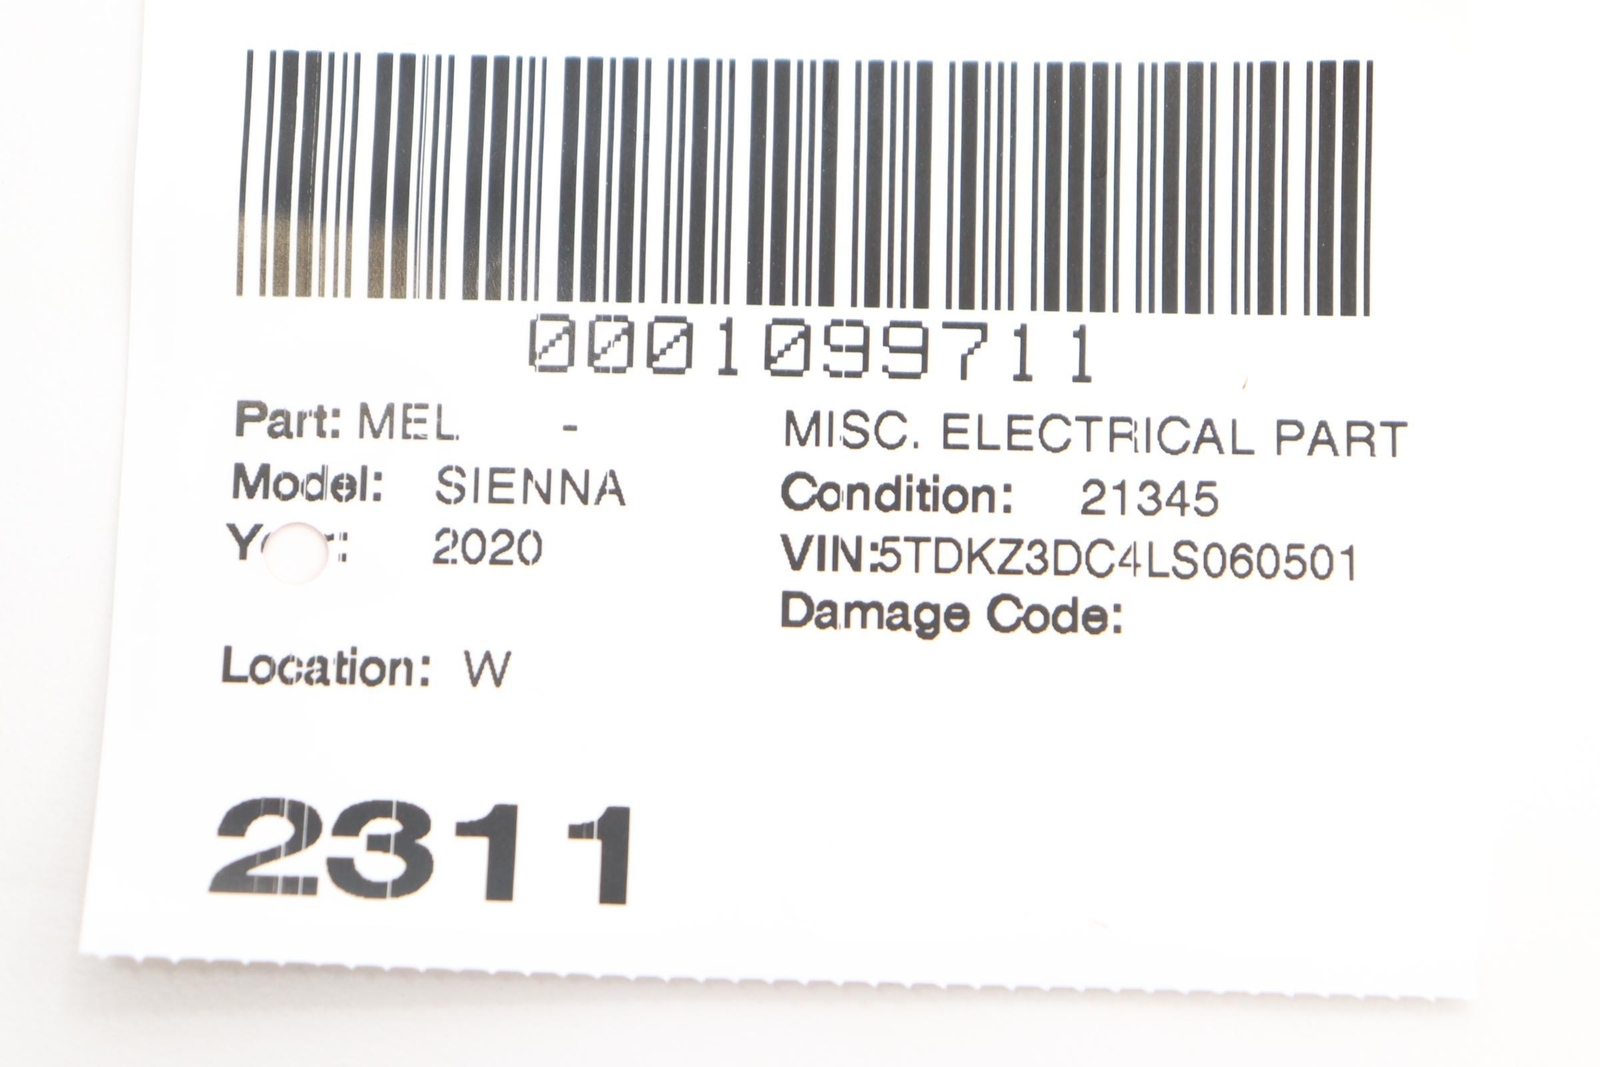 0001099711
Part: MEL - MISC. ELECTRICAL PART
Model: SIENNA Condition: 21345
2020 VIN:5TDKZ3DC4LS060501
Damage Code:
Location: W
2311